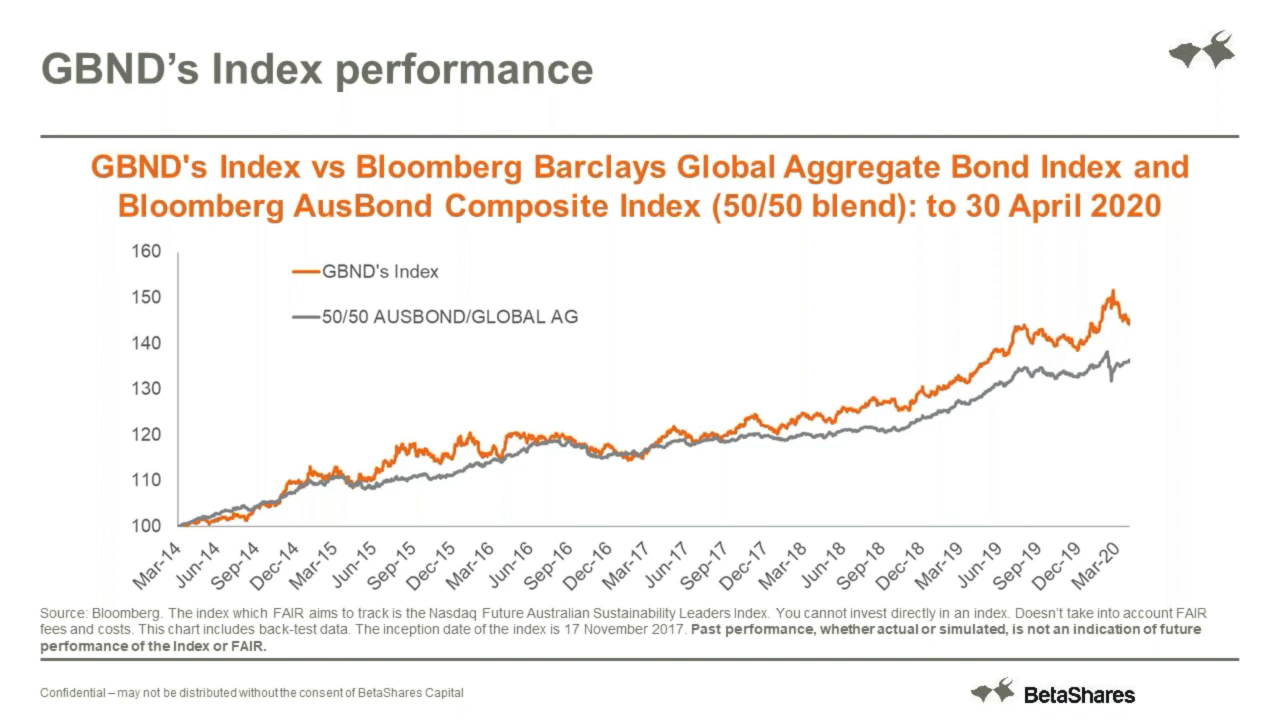 GBND’s Index performance
GBND's Index vs Bloomberg Barclays Global Aggregate Bond Index and
Bloomberg AusBond Composite Index (50/50 blend): to 30 April 2020
160
150
140
130
120
110
100
GBND's Index
50/50 AUSBOND/GLOBAL AG
Mar-14
Jun-14
Sep-14
Dec-14
Mar-15
Jun-15
Sep-15
Dec-15
Mar-16
Jun-16
Sep-16
Dec-16
Mar-17
Jun-17
Sep-17
Dec-17
Mar-18
Jun-18
Sep-18
Dec-18
Mar-19
Jun-19
Sep-19
Dec-19
Mar-20
Source: Bloomberg. The index which FAIR aims to track is the Nasdaq Future Australian Sustainability Leaders Index. You cannot invest directly in an index. Doesn’t take into account FAIR
fees and costs. This chart includes back-test data. The inception date of the index is 17 November 2017. Past performance, whether actual or simulated, is not an indication of future
performance of the Index or FAIR.
Confidential – may not be distributed without the consent of BetaShares Capital
BetaShares